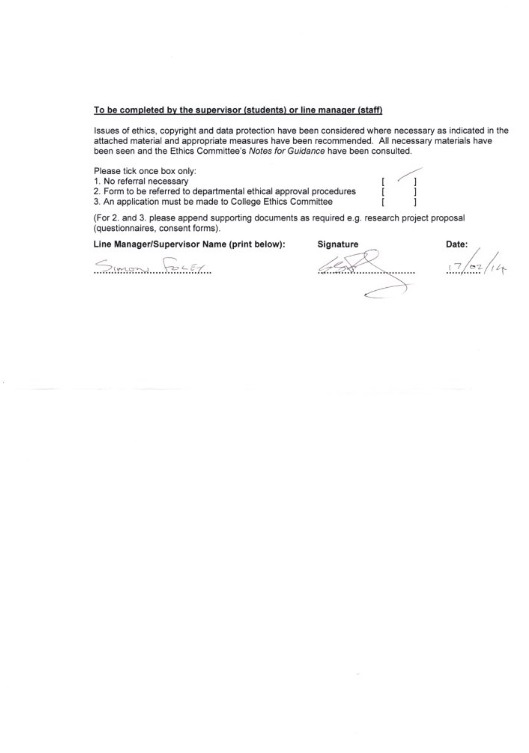 To be completed by the supervisor (students) or line manager (staff)
Issues of ethics, copyright and data protection have been considered where necessary as indicated in the
attached material and appropriate measures have been recommended. All necessary materials have
been seen and the Ethics Committee's Notes for Guidance have been consulted.
Please tick once box only:
1. No referral necessary [ ✓ ]
2. Form to be referred to departmental ethical approval procedures [ ]
3. An application must be made to College Ethics Committee [ ]
(For 2. and 3. please append supporting documents as required e.g. research project proposal
(questionnaires, consent forms).
Line Manager/Supervisor Name (print below): Signature Date:
Simon Foley 17/02/14